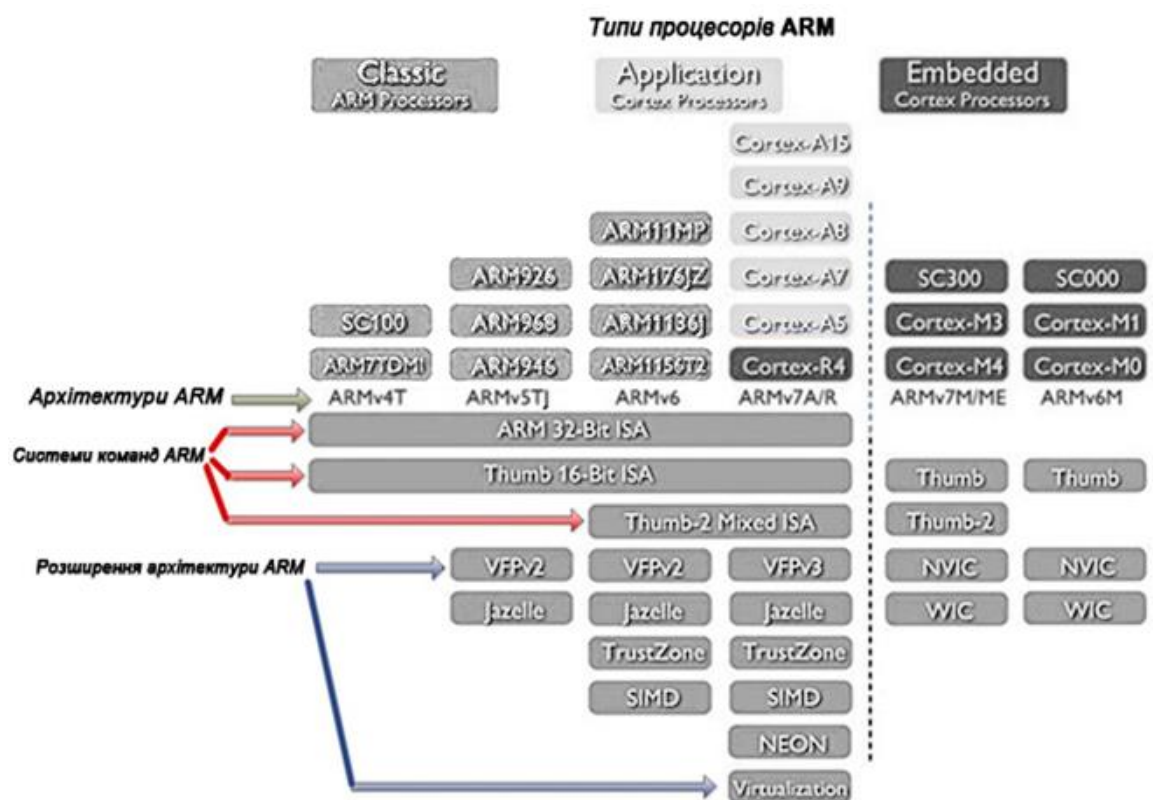 Типи процесорів ARM
Classic
ARM Processors
Application
Cortex Processors
Embedded
Cortex Processors
Cortex-A15
Cortex-A9
ARM11MP Cortex-A8
ARM926 ARM176JZ Cortex-A7 SC300 SC000
SC100 ARM968 ARM1136J Cortex-A5 Cortex-M3 Cortex-M1
ARM7TDMI ARM946 ARM1156T2 Cortex-R4 Cortex-M4 Cortex-M0
Архітектури ARM ARMv4T ARMv5TJ ARMv6 ARMv7A/R ARMv7M/ME ARMv6M
ARM 32-Bit ISA
Системи команд ARM
Thumb 16-Bit ISA Thumb Thumb
Thumb-2 Mixed ISA Thumb-2
Розширення архітектури ARM VFPv2 VFPv2 VFPv3 NVIC NVIC
Jazelle Jazelle Jazelle WIC WIC
TrustZone TrustZone
SIMD SIMD
NEON
Virtualization